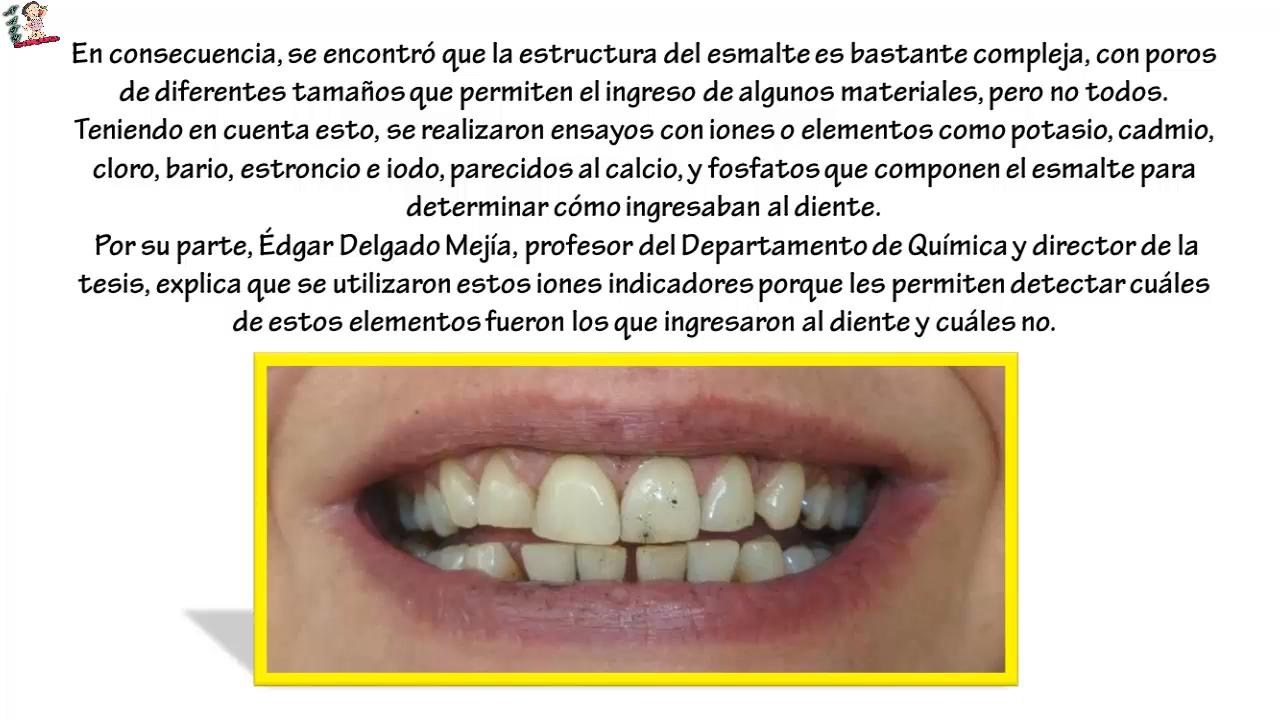 En consecuencia, se encontró que la estructura del esmalte es bastante compleja, con poros
de diferentes tamaños que permiten el ingreso de algunos materiales, pero no todos.
Teniendo en cuenta esto, se realizaron ensayos con iones o elementos como potasio, cadmio,
cloro, bario, estroncio e iodo, parecidos al calcio, y fosfatos que componen el esmalte para
determinar cómo ingresaban al diente.
Por su parte, Édgar Delgado Mejía, profesor del Departamento de Química y director de la
tesis, explica que se utilizaron estos iones indicadores porque les permiten detectar cuáles
de estos elementos fueron los que ingresaron al diente y cuáles no.